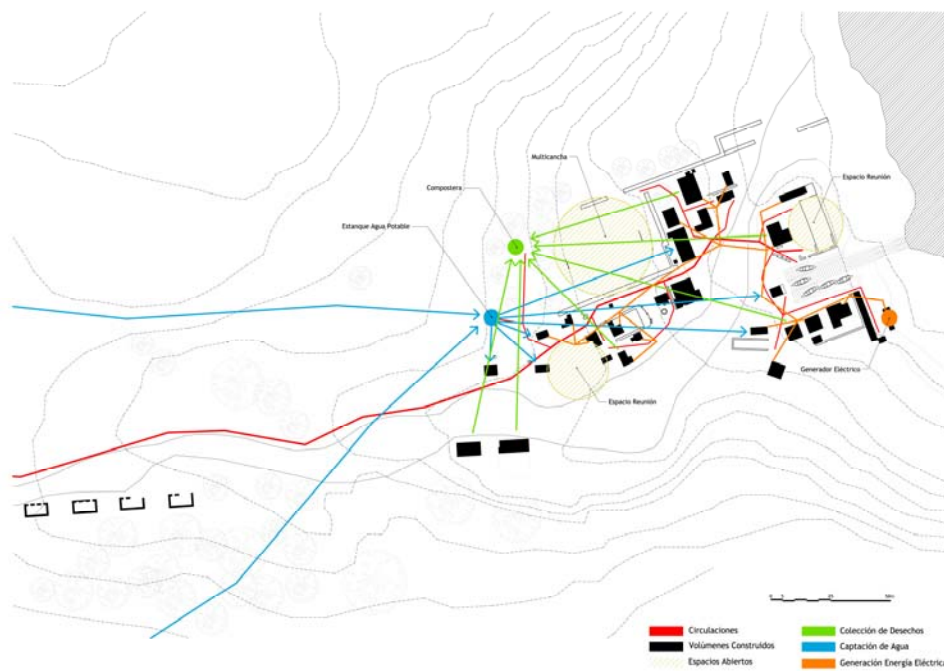 Multicancha
Espacio Reunión
Compostera
Estanque Agua Potable
Generador Eléctrico
Espacio Reunión
Circulaciones
Volúmenes Construidos
Espacios Abiertos
Colección de Desechos
Captación de Agua
Generación Energía Eléctrica